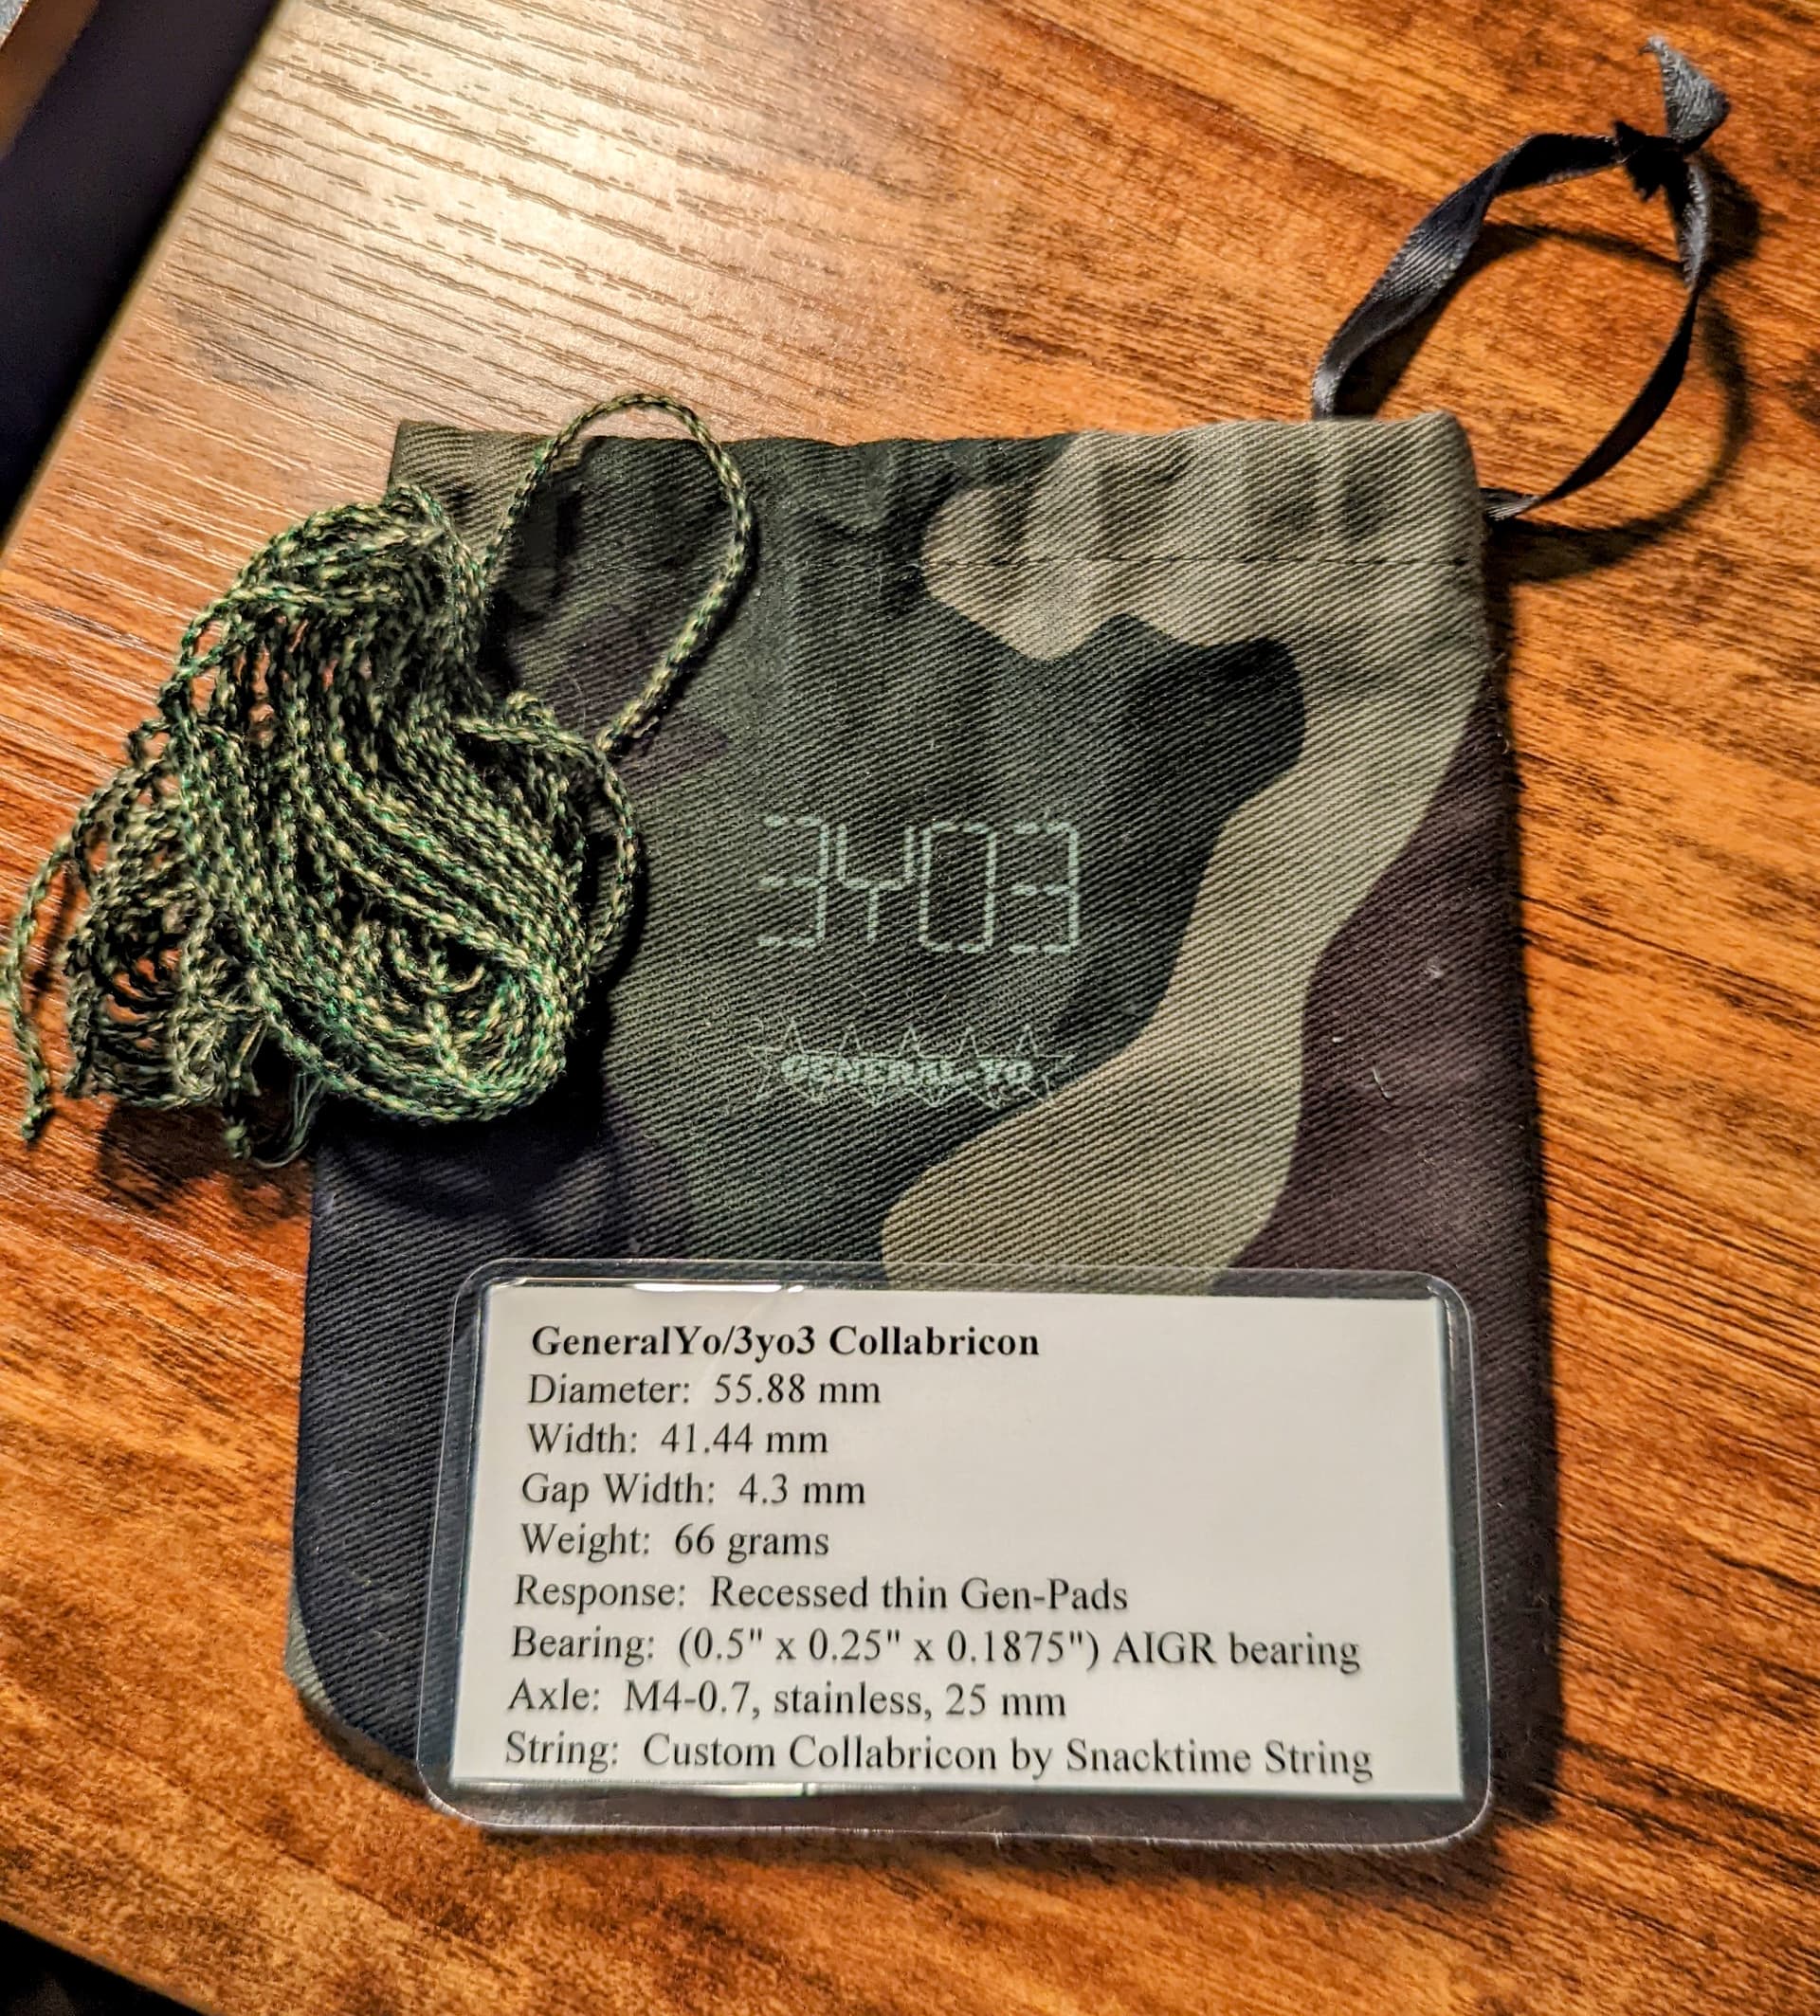 3YO3
GENERAL-YO
GeneralYo/3yo3 Collabricon
Diameter: 55.88 mm
Width: 41.44 mm
Gap Width: 4.3 mm
Weight: 66 grams
Response: Recessed thin Gen-Pads
Bearing: (0.5" x 0.25" x 0.1875") AIGR bearing
Axle: M4-0.7, stainless, 25 mm
String: Custom Collabricon by Snacktime String